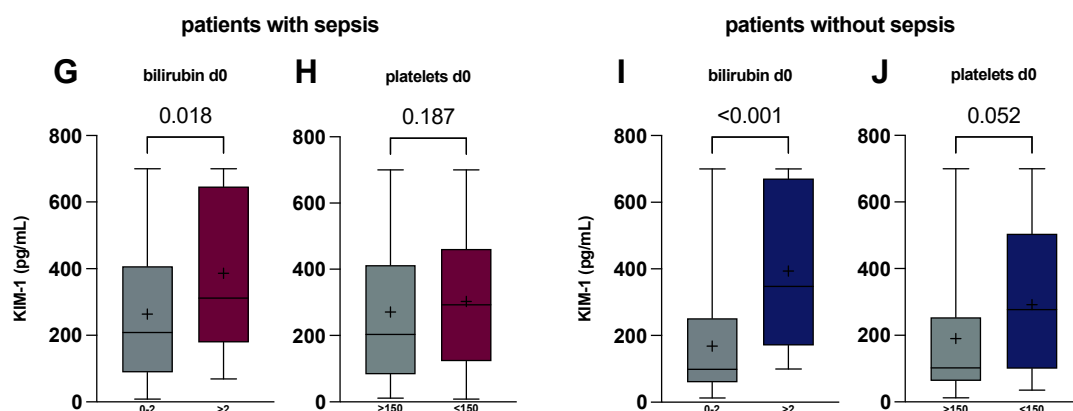 patients with sepsis
patients without sepsis
G
bilirubin d0
H
platelets d0
I
bilirubin d0
J
platelets d0
0.018
0.187
<0.001
0.052
KIM-1 (pg/mL)
800
600
400
200
0
0-2
>2
800
600
400
200
0
>150
<150
KIM-1 (pg/mL)
800
600
400
200
0
0-2
>2
800
600
400
200
0
>150
<150